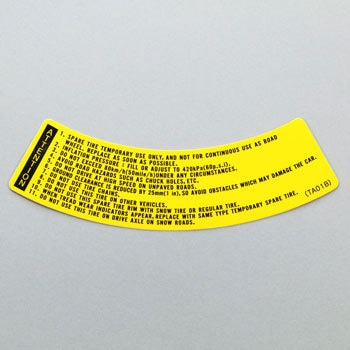 ATTENTION
1. SPARE TIRE TEMPORARY USE ONLY, AND NOT FOR CONTINUOUS USE AS ROAD
WHEEL. REPLACE AS SOON AS POSSIBLE.
2. INFLATION PRESSURE : FILL OR ADJUST TO 420kPa(60p.s.i).
3. DO NOT EXCEED 80km/h(50mile/h)UNDER ANY CIRCUMSTANCES.
4. AVOID ROAD HAZARDS SUCH AS CHUCK HOLES, ETC.
5. DO NOT DRIVE AT HIGH SPEED ON UNPAVED ROADS.
6. GROUND CLEARANCE IS REDUCED BY 25mm(1 in), SO AVOID OBSTACLES WHICH MAY DAMAGE THE CAR.
7. DO NOT USE TIRE CHAINS.
8. DO NOT USE THIS TIRE ON OTHER VEHICLES.
9. DO NOT USE THIS SPARE TIRE RIM WITH SNOW TIRE OR REGULAR TIRE.
10. WHEN TREAD WEAR INDICATORS APPEAR, REPLACE WITH SAME TYPE TEMPORARY SPARE TIRE.
11. DO NOT USE THIS TIRE ON DRIVE AXLE ON SNOW ROADS.
(TA01B)